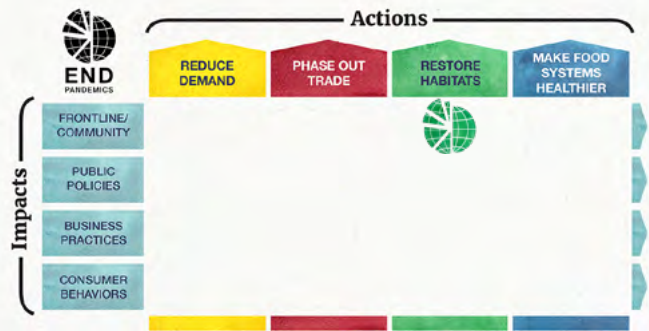 Actions
END
PANDEMICS
REDUCE
DEMAND
PHASE OUT
TRADE
RESTORE
HABITATS
MAKE FOOD
SYSTEMS
HEALTHIER
Impacts
FRONTLINE/
COMMUNITY
PUBLIC
POLICIES
BUSINESS
PRACTICES
CONSUMER
BEHAVIORS